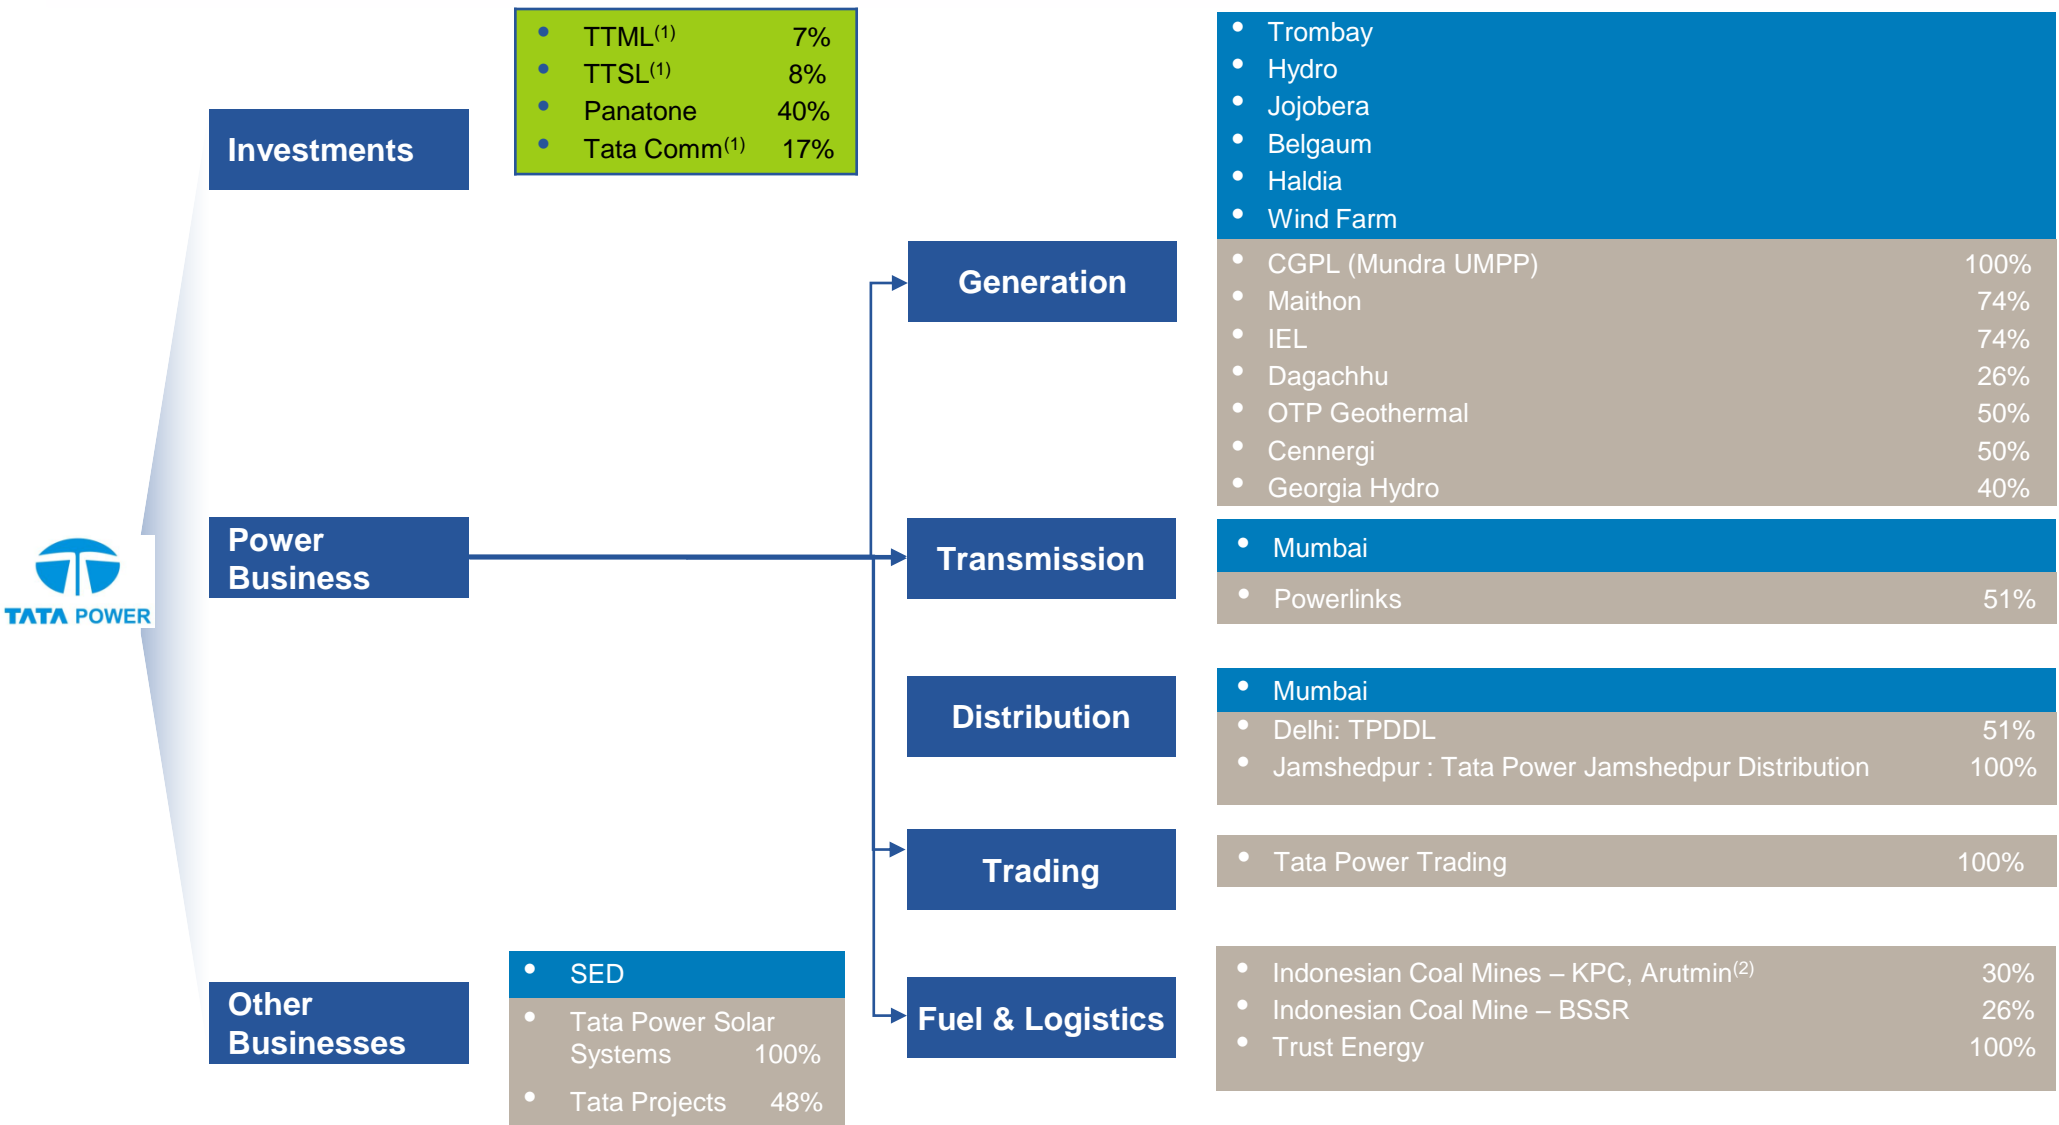 TATA POWER
Investments
• TTML(1) 7%
• TTSL(1) 8%
• Panatone 40%
• Tata Comm(1) 17%
Power
Business
Generation
• Trombay
• Hydro
• Jojobera
• Belgaum
• Haldia
• Wind Farm
• CGPL (Mundra UMPP) 100%
• Maithon 74%
• IEL 74%
• Dagachhu 26%
• OTP Geothermal 50%
• Cennergi 50%
• Georgia Hydro 40%
Transmission
• Mumbai
• Powerlinks 51%
Distribution
• Mumbai
• Delhi: TPDDL 51%
• Jamshedpur : Tata Power Jamshedpur Distribution 100%
Trading
• Tata Power Trading 100%
Fuel & Logistics
• Indonesian Coal Mines – KPC, Arutmin(2) 30%
• Indonesian Coal Mine – BSSR 26%
• Trust Energy 100%
Other
Businesses
• SED
• Tata Power Solar
Systems 100%
• Tata Projects 48%